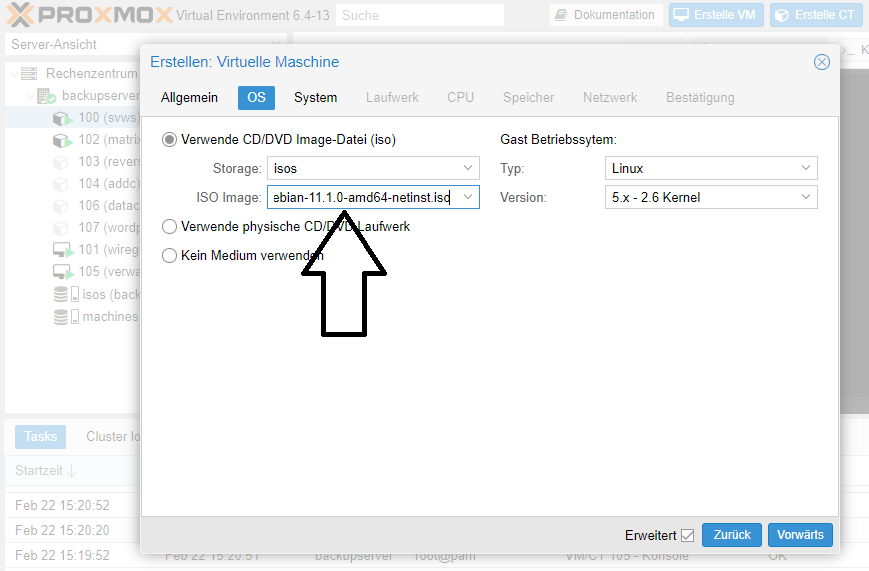 PROXMOX Virtual Environment 6.4-13 Suche Dokumentation Erstelle VM Erstelle CT
Server-Ansicht
Rechenzentrum
backupserver
100 (svws
102 (matrix
103 (revers
104 (addc)
106 (datac
107 (wordp
101 (wireg
105 (verwa
isos (back
machines
Erstellen: Virtuelle Maschine
Allgemein OS System Laufwerk CPU Speicher Netzwerk Bestätigung
Verwende CD/DVD Image-Datei (iso) Gast Betriebssytem:
Storage: isos Typ: Linux
ISO Image: ebian-11.1.0-amd64-netinst.iso Version: 5.x - 2.6 Kernel
Verwende physische CD/DVD Laufwerk
Kein Medium verwenden
Erweitert Zurück Vorwärts
Tasks Cluster lo
Startzeit
Feb 22 15:20:52
Feb 22 15:20:20
Feb 22 15:19:52 Feb 22 15:20:51 backupserver root@pam VM/CT 105 - Konsole OK